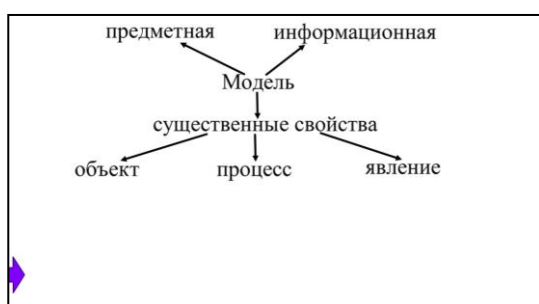 предметная информационная
Модель
существенные свойства
объект процесс явление